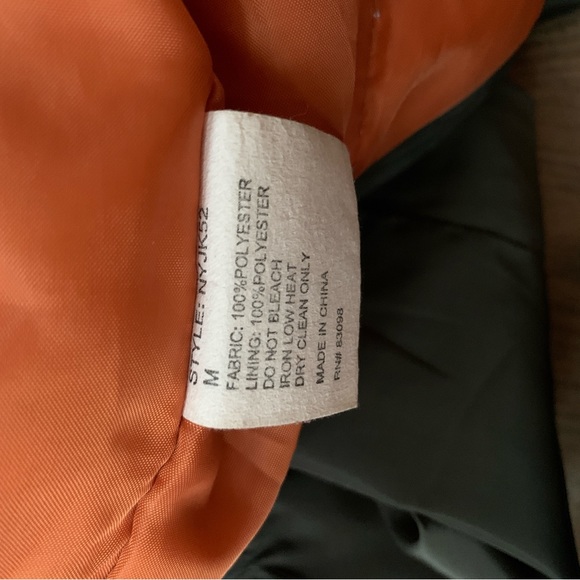 STYLE: NYJK52
M
FABRIC: 100%POLYESTER
LINING: 100%POLYESTER
DO NOT BLEACH
IRON LOW HEAT
DRY CLEAN ONLY
MADE IN CHINA
RN# 83098